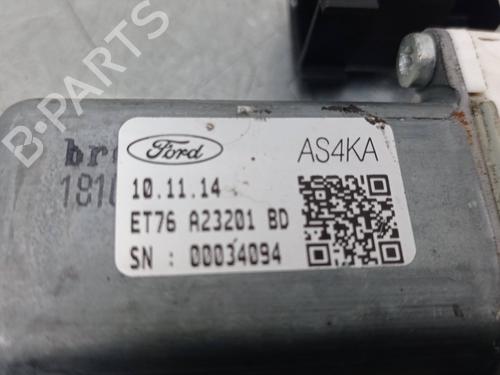 B-PARTS
Ford
AS4KA
10.11.14
ET76 A23201 BD
SN : 00034094